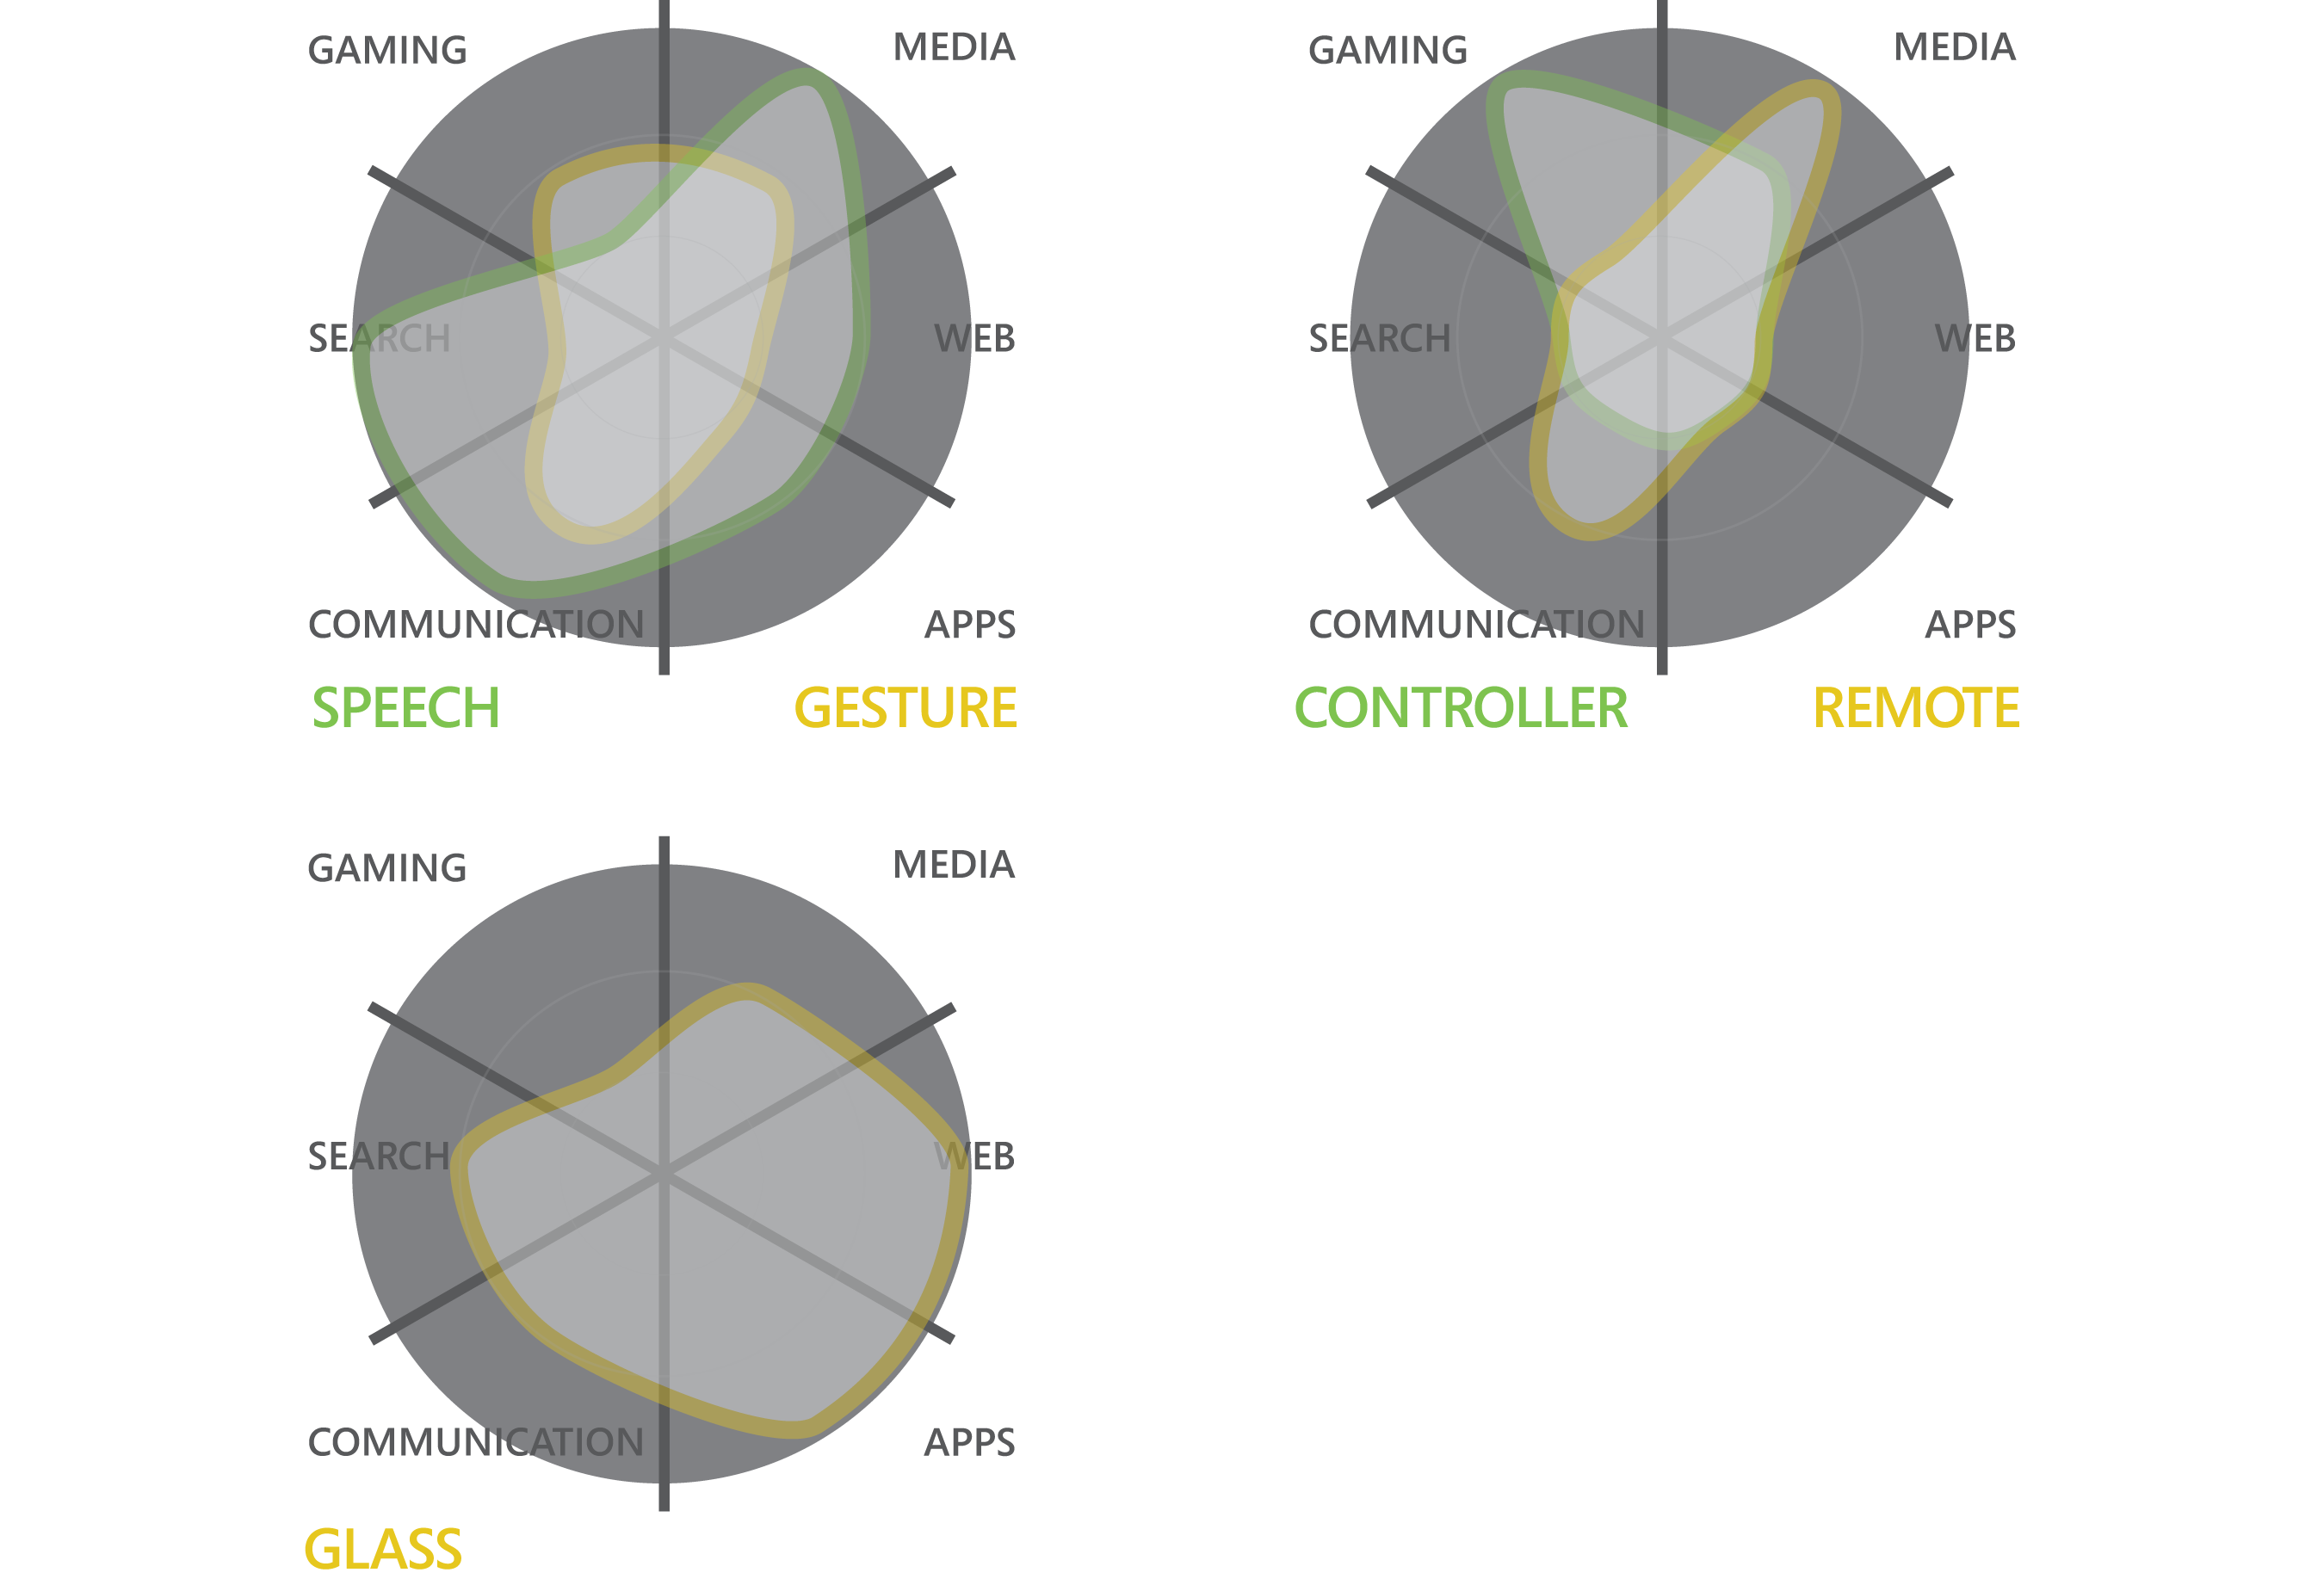 GAMING MEDIA
SEARCH WEB
COMMUNICATION APPS
SPEECH GESTURE
GAMING MEDIA
SEARCH WEB
COMMUNICATION APPS
CONTROLLER REMOTE
GAMING MEDIA
SEARCH WEB
COMMUNICATION APPS
GLASS